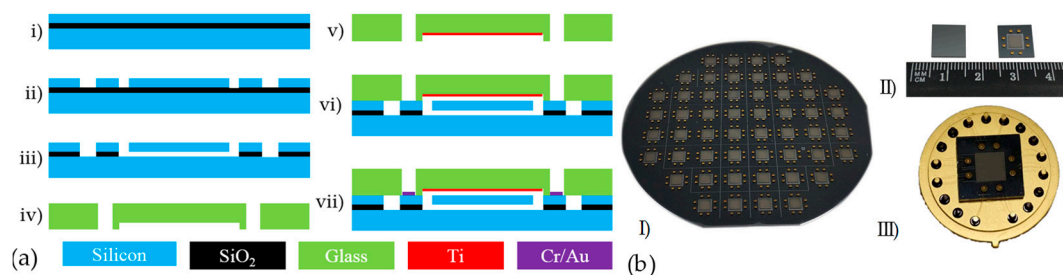 i)
ii)
iii)
iv)
v)
vi)
vii)
(a)
Silicon
SiO₂
Glass
Ti
Cr/Au
I)
(b)
II)
MM
CM
1 2 3 4
III)